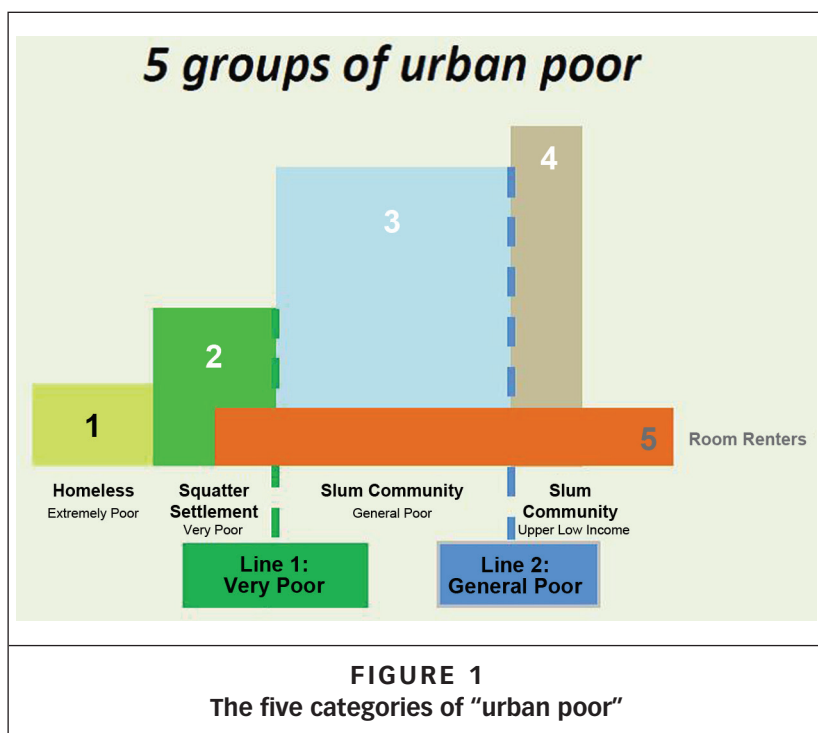 5 groups of urban poor
4
3
2
1
5
Room Renters
Homeless
Extremely Poor
Squatter
Settlement
Very Poor
Slum Community
General Poor
Slum
Community
Upper Low Income
Line 1:
Very Poor
Line 2:
General Poor
FIGURE 1
The five categories of “urban poor”